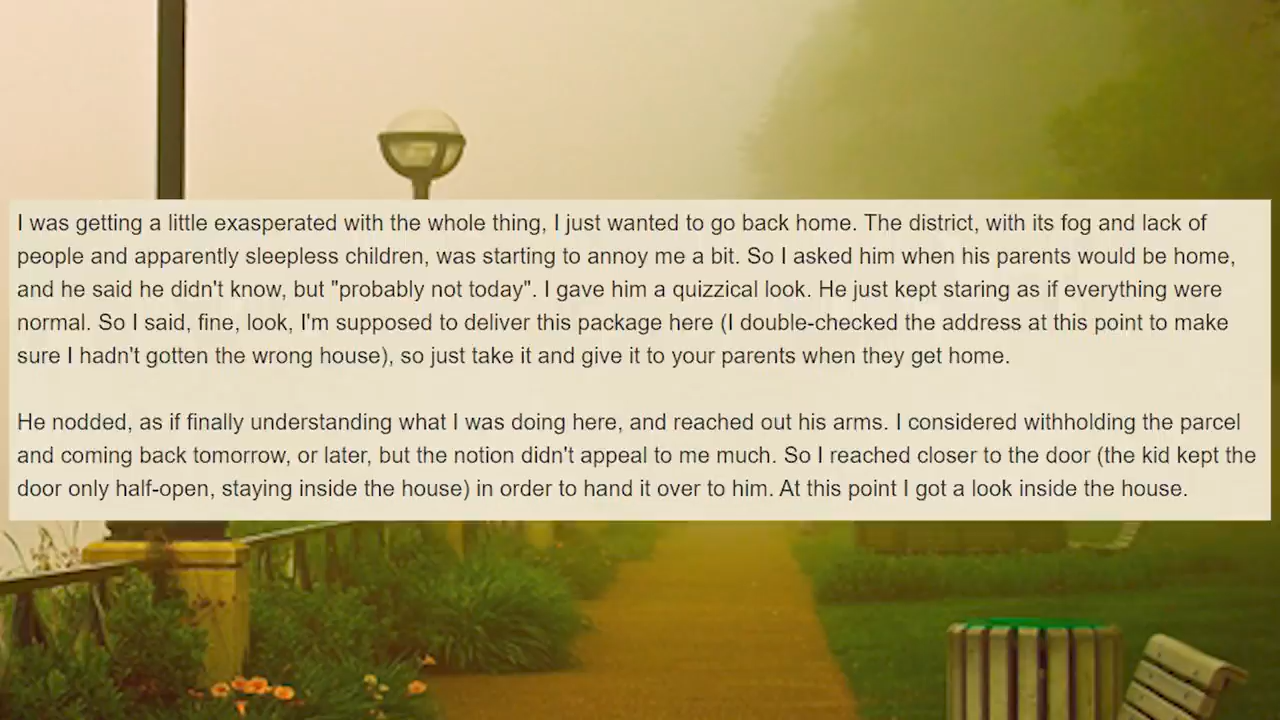 I was getting a little exasperated with the whole thing, I just wanted to go back home. The district, with its fog and lack of
people and apparently sleepless children, was starting to annoy me a bit. So I asked him when his parents would be home,
and he said he didn't know, but "probably not today". I gave him a quizzical look. He just kept staring as if everything were
normal. So I said, fine, look, I'm supposed to deliver this package here (I double-checked the address at this point to make
sure I hadn't gotten the wrong house), so just take it and give it to your parents when they get home.
He nodded, as if finally understanding what I was doing here, and reached out his arms. I considered withholding the parcel
and coming back tomorrow, or later, but the notion didn't appeal to me much. So I reached closer to the door (the kid kept the
door only half-open, staying inside the house) in order to hand it over to him. At this point I got a look inside the house.